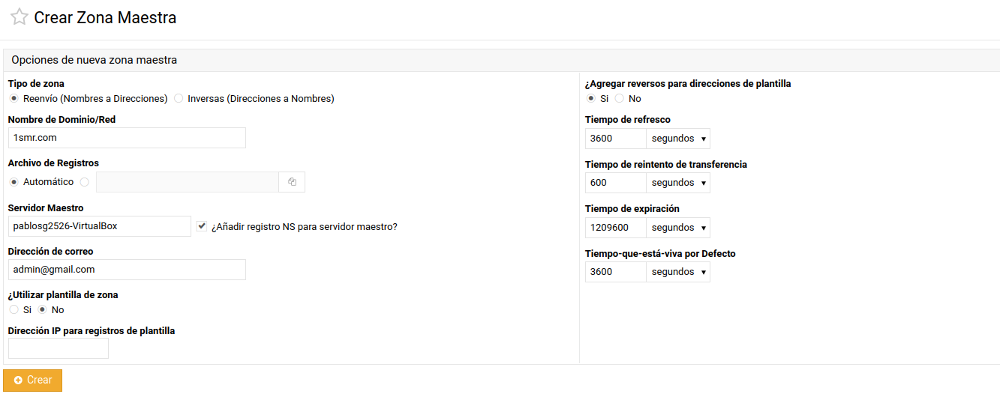 Crear Zona Maestra
Opciones de nueva zona maestra
Tipo de zona
Reenvío (Nombres a Direcciones) Inversas (Direcciones a Nombres)
Nombre de Dominio/Red
1smr.com
Archivo de Registros
Automático
Servidor Maestro
pablosg2526-VirtualBox ¿Añadir registro NS para servidor maestro?
Dirección de correo
admin@gmail.com
¿Utilizar plantilla de zona
Si No
Dirección IP para registros de plantilla
¿Agregar reversos para direcciones de plantilla
Si No
Tiempo de refresco
3600 segundos
Tiempo de reintento de transferencia
600 segundos
Tiempo de expiración
1209600 segundos
Tiempo-que-está-viva por Defecto
3600 segundos
Crear